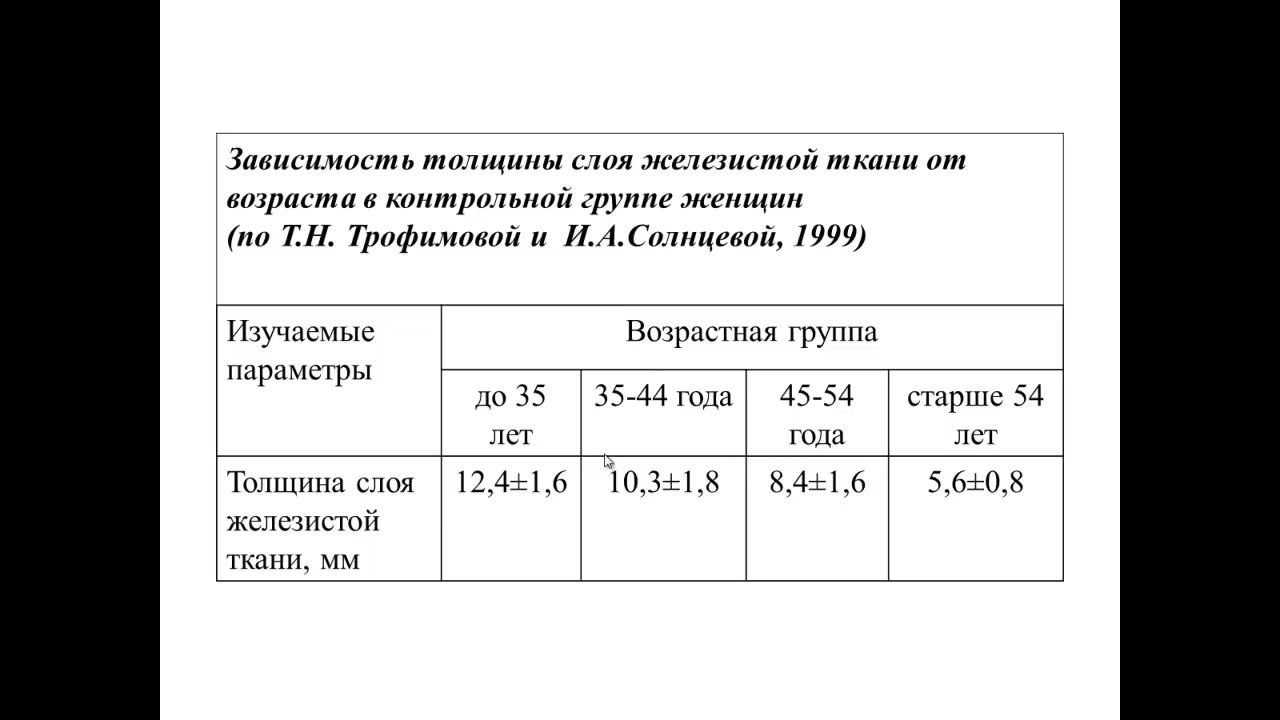 Зависимость толщины слоя железистой ткани от
возраста в контрольной группе женщин
(по Т.Н. Трофимовой и И.А.Солнцевой, 1999)
Изучаемые
параметры
Возрастная группа
до 35
лет
35-44 года
45-54
года
старше 54
лет
Толщина слоя
железистой
ткани, мм
12,4±1,6
10,3±1,8
8,4±1,6
5,6±0,8